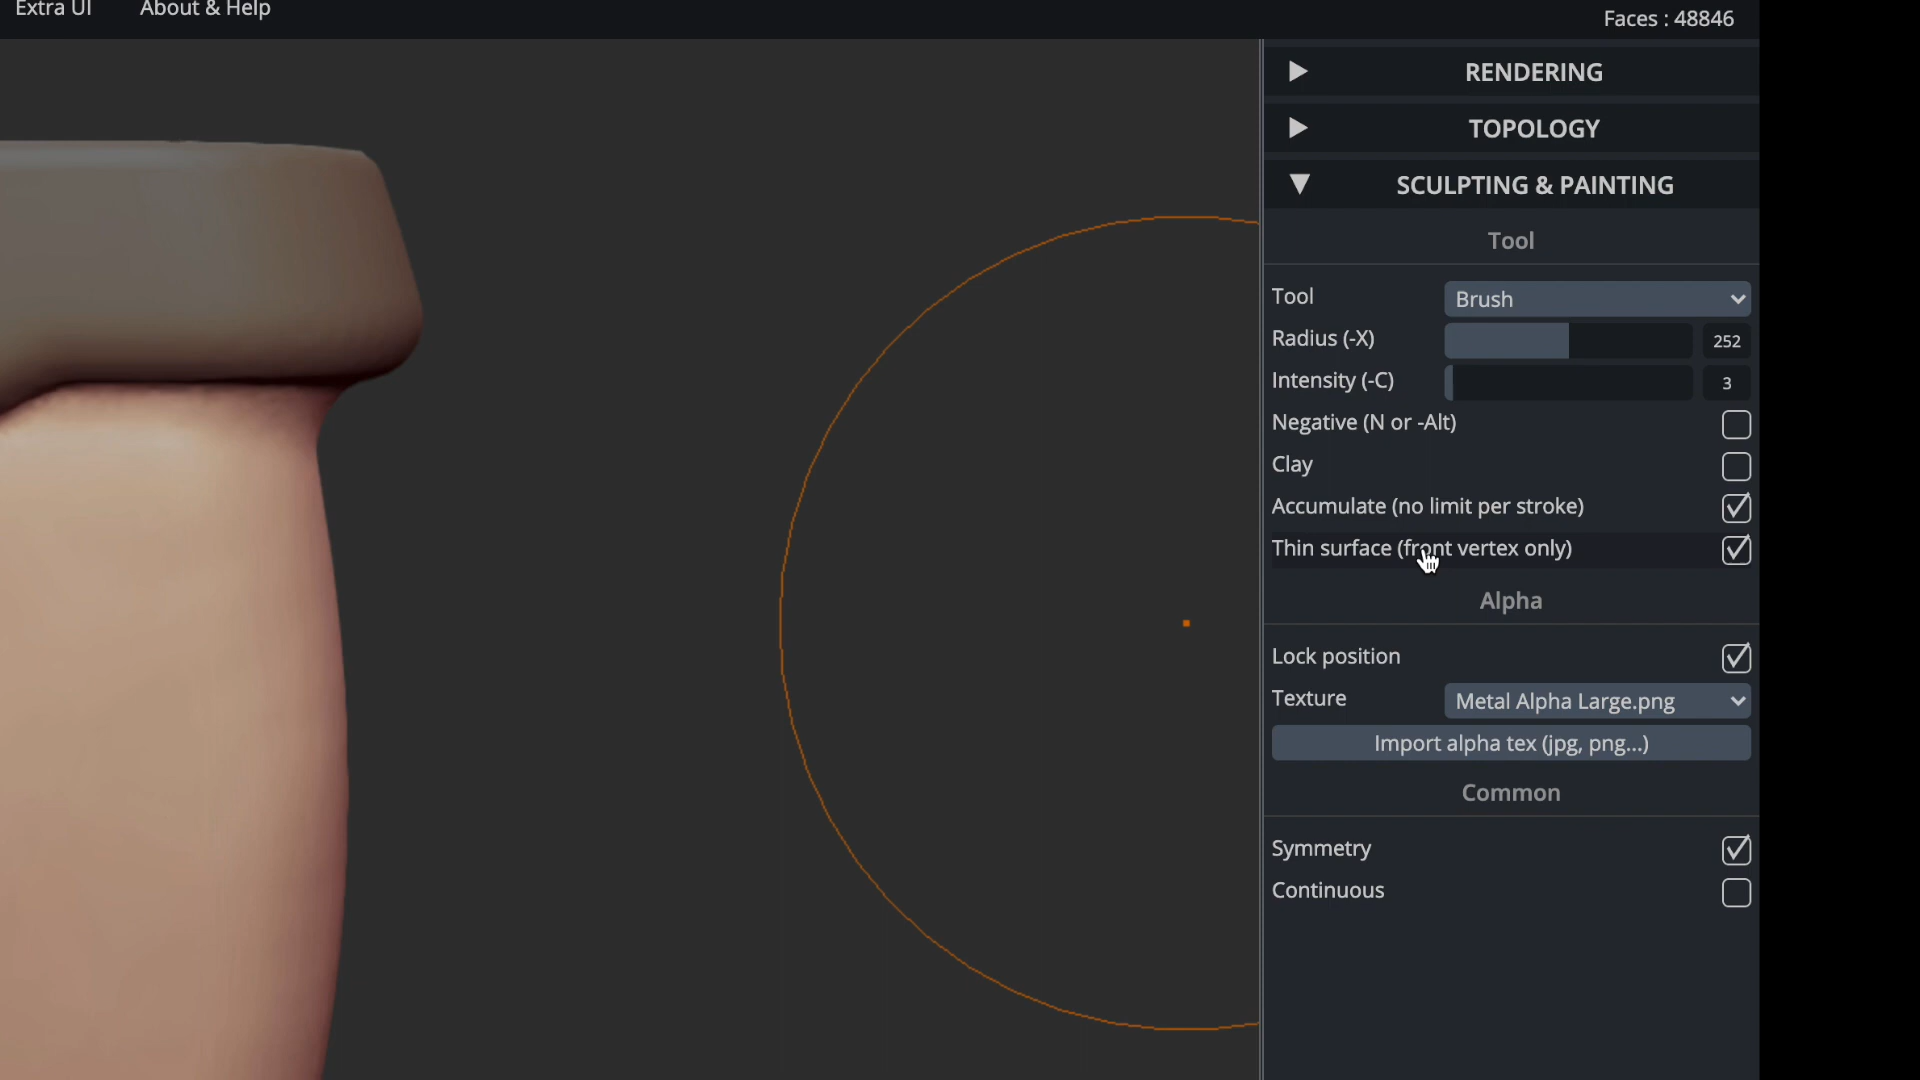 Extra UI About & Help Faces : 48846
RENDERING
TOPOLOGY
SCULPTING & PAINTING
Tool
Tool Brush
Radius (-X) 252
Intensity (-C) 3
Negative (N or -Alt)
Clay
Accumulate (no limit per stroke)
Thin surface (front vertex only)
Alpha
Lock position
Texture Metal Alpha Large.png
Import alpha tex (jpg, png...)
Common
Symmetry
Continuous